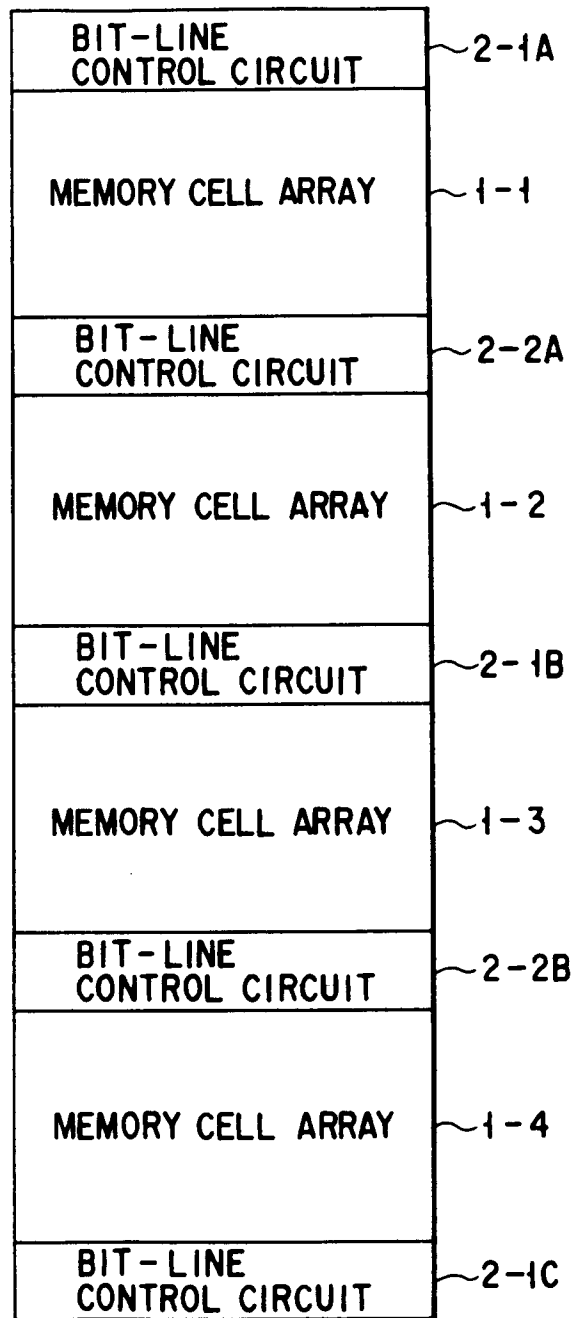 BIT-LINE
CONTROL CIRCUIT
2-1A
MEMORY CELL ARRAY
1-1
BIT-LINE
CONTROL CIRCUIT
2-2A
MEMORY CELL ARRAY
1-2
BIT-LINE
CONTROL CIRCUIT
2-1B
MEMORY CELL ARRAY
1-3
BIT-LINE
CONTROL CIRCUIT
2-2B
MEMORY CELL ARRAY
1-4
BIT-LINE
CONTROL CIRCUIT
2-1C